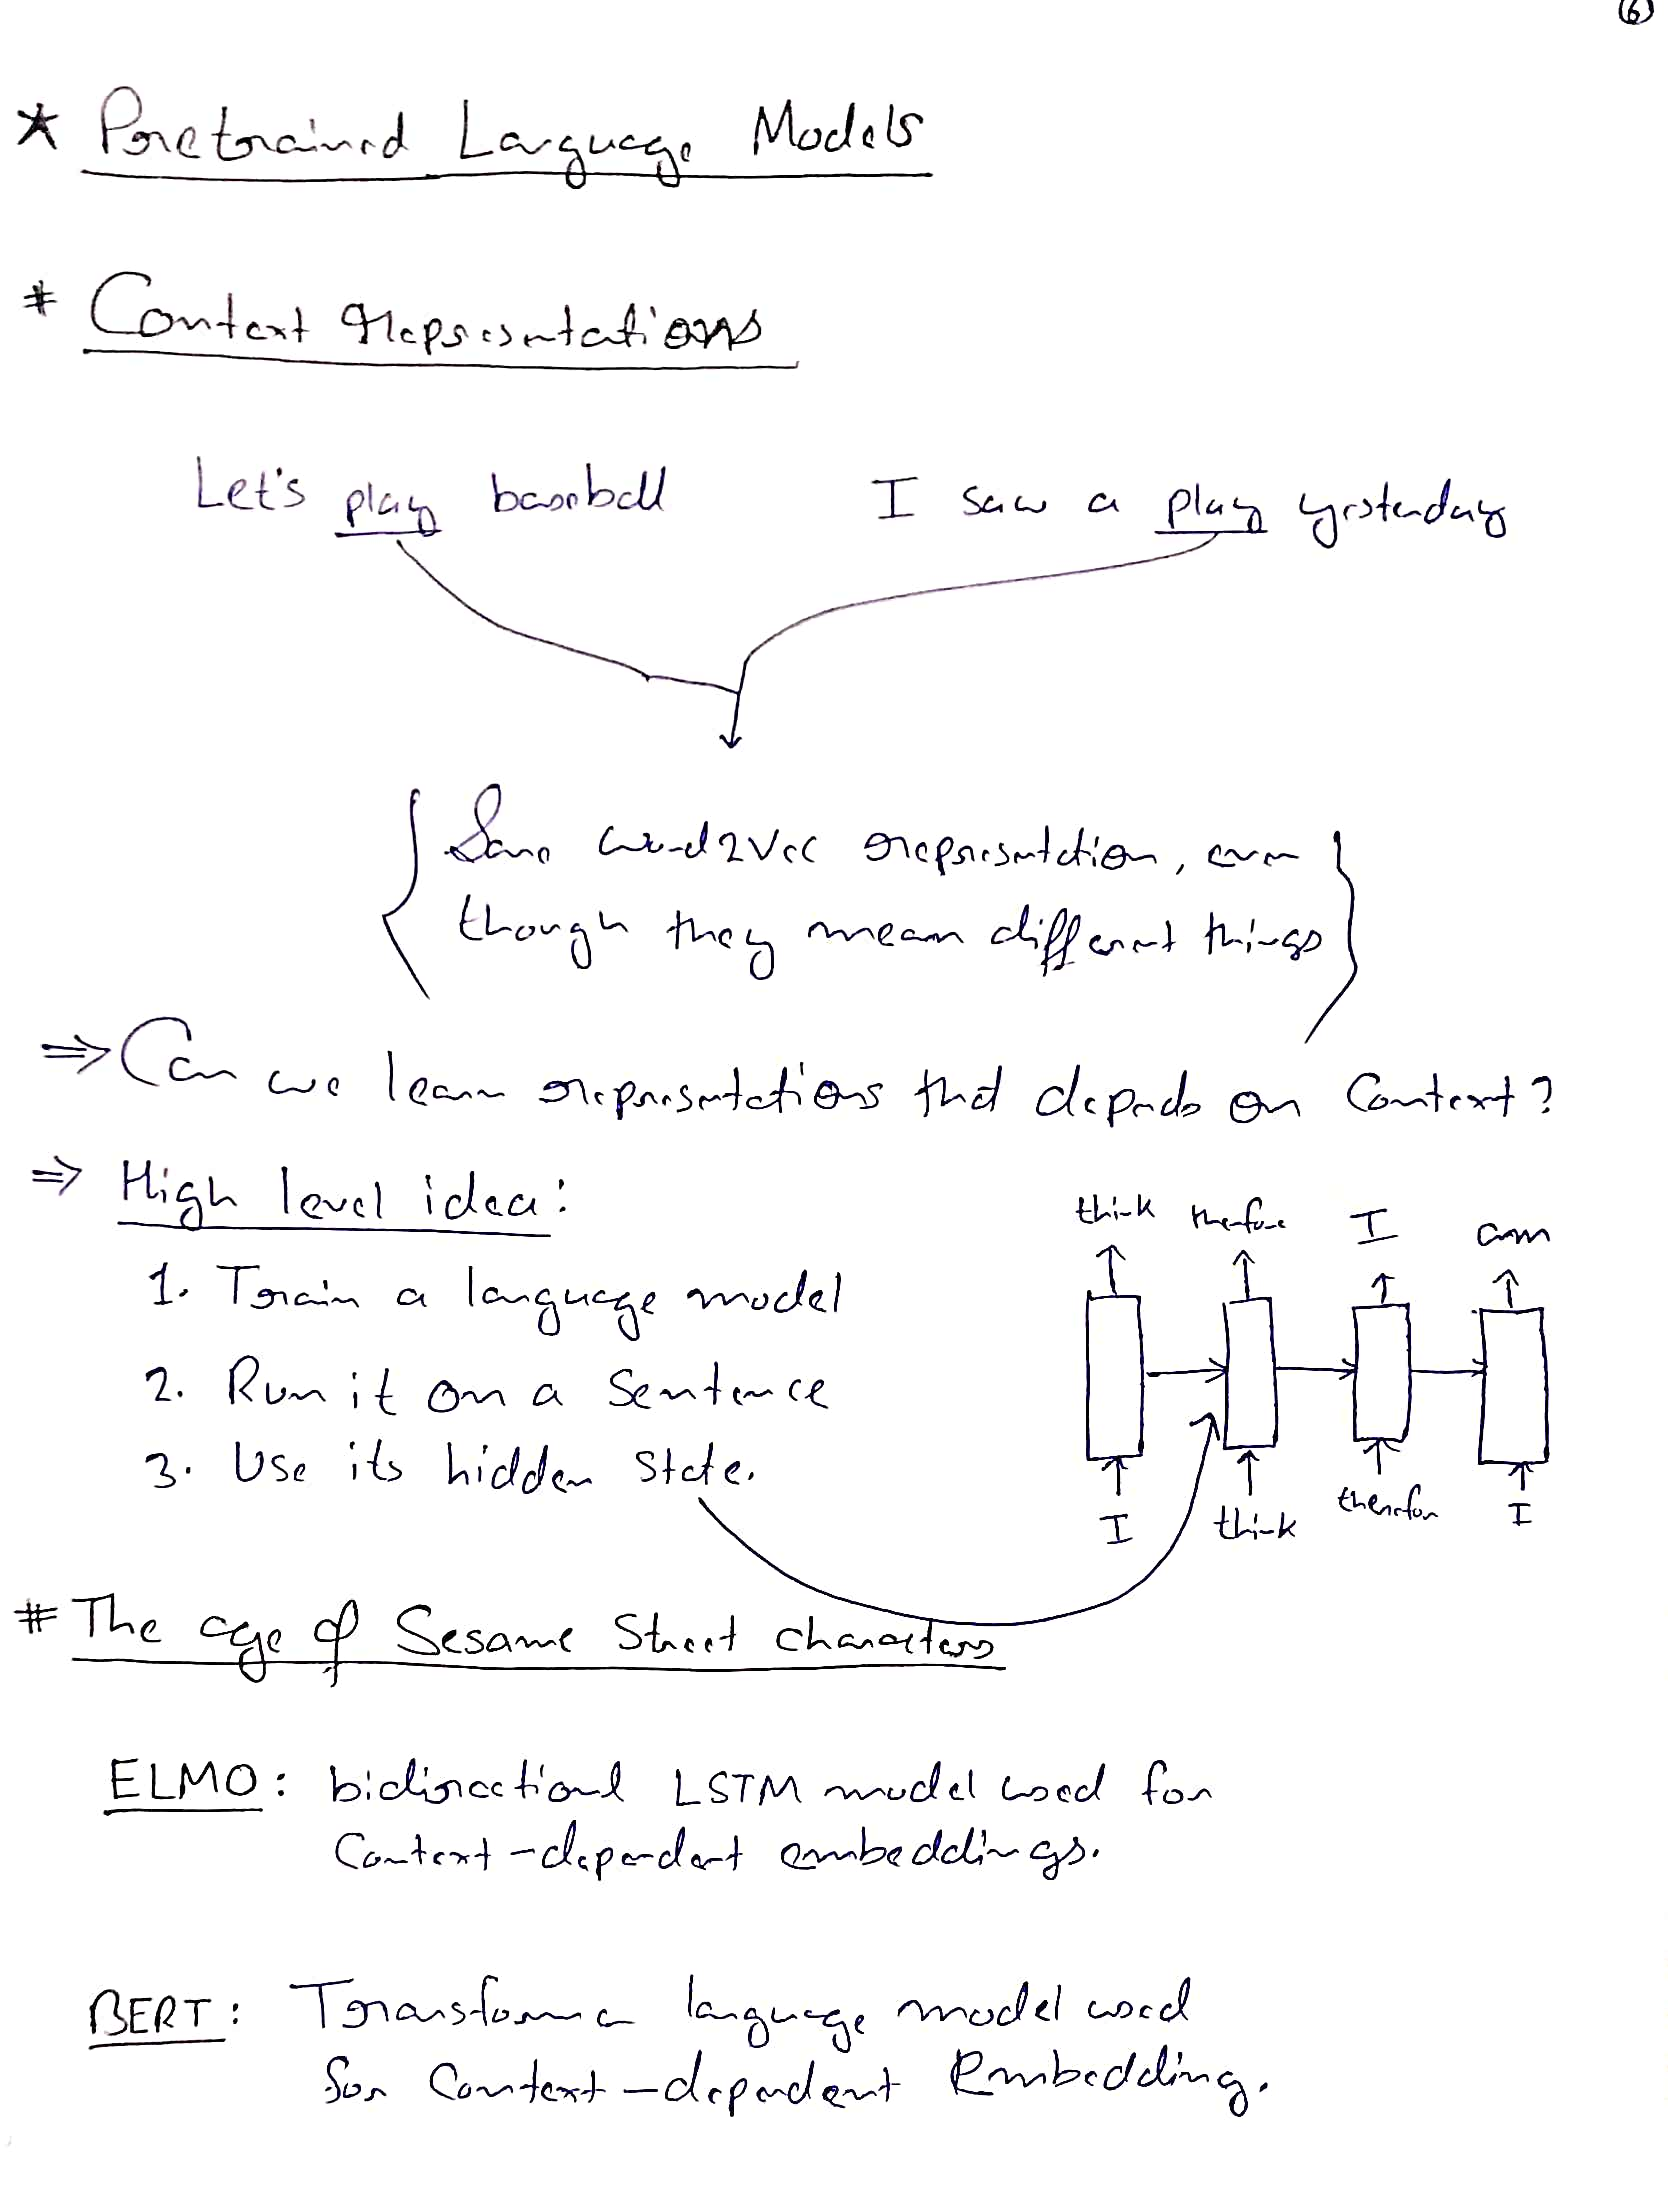 6
* Pretrained Language Models
# Context representations
Let's play baseball
I saw a play yesterday
Same word2vec representation, even
though they mean different things
⇒ Can we learn representations that depends on Context?
⇒ High level idea:
1. Train a language model
2. Run it on a Sentence
3. Use its hidden state.
think therefore I am
I think therefore I
# The age of Sesame Street characters
ELMO: bidirectional LSTM model used for
Context-dependent embeddings.
BERT: Transformer language model used
for Context-dependent Embedding.